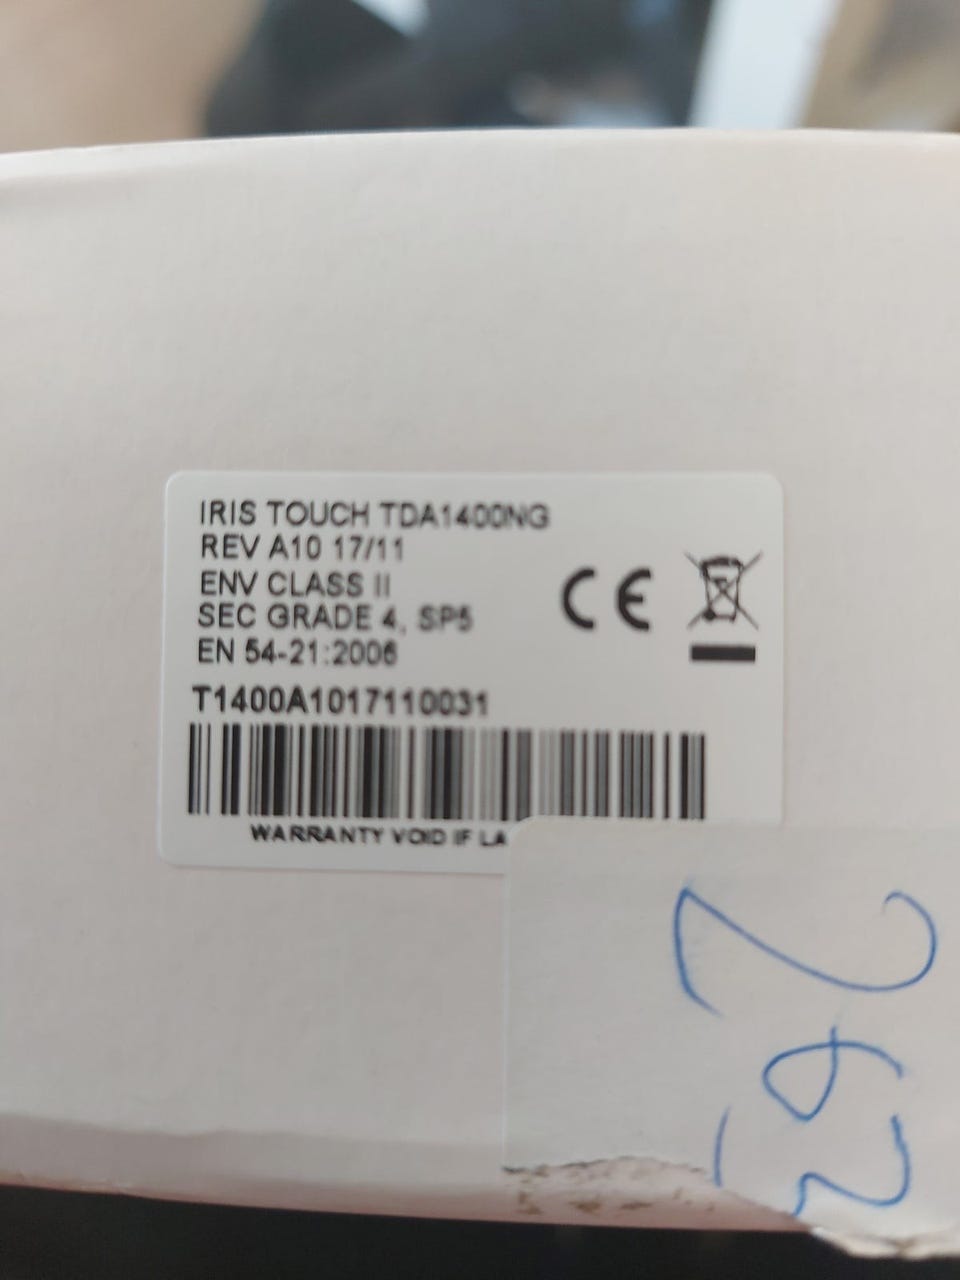 IRIS TOUCH TDA1400NG
REV A10 17/11
ENV CLASS II
SEC GRADE 4, SP5
EN 54-21:2006
CE
T1400A1017110031
WARRANTY VOID IF LA
263